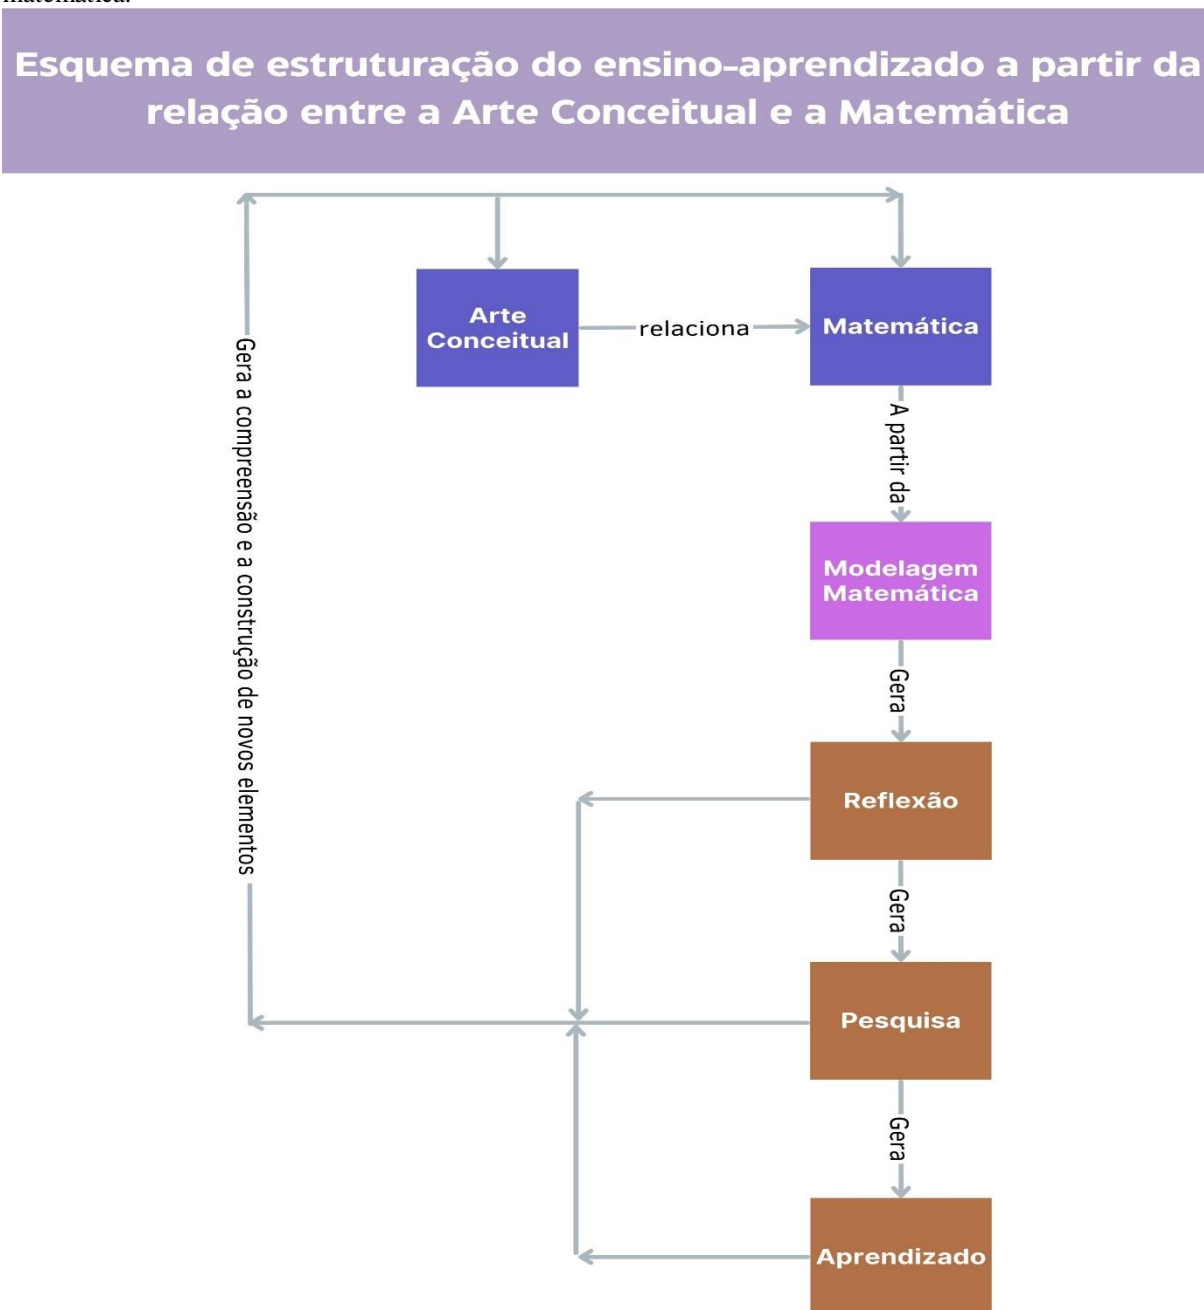 matemática.
Esquema de estruturação do ensino-aprendizado a partir da
relação entre a Arte Conceitual e a Matemática
Arte
Conceitual
relaciona
Matemática
A partir da
Modelagem
Matemática
Gera
Reflexão
Gera
Pesquisa
Gera
Aprendizado
Gera a compreensão e a construção de novos elementos